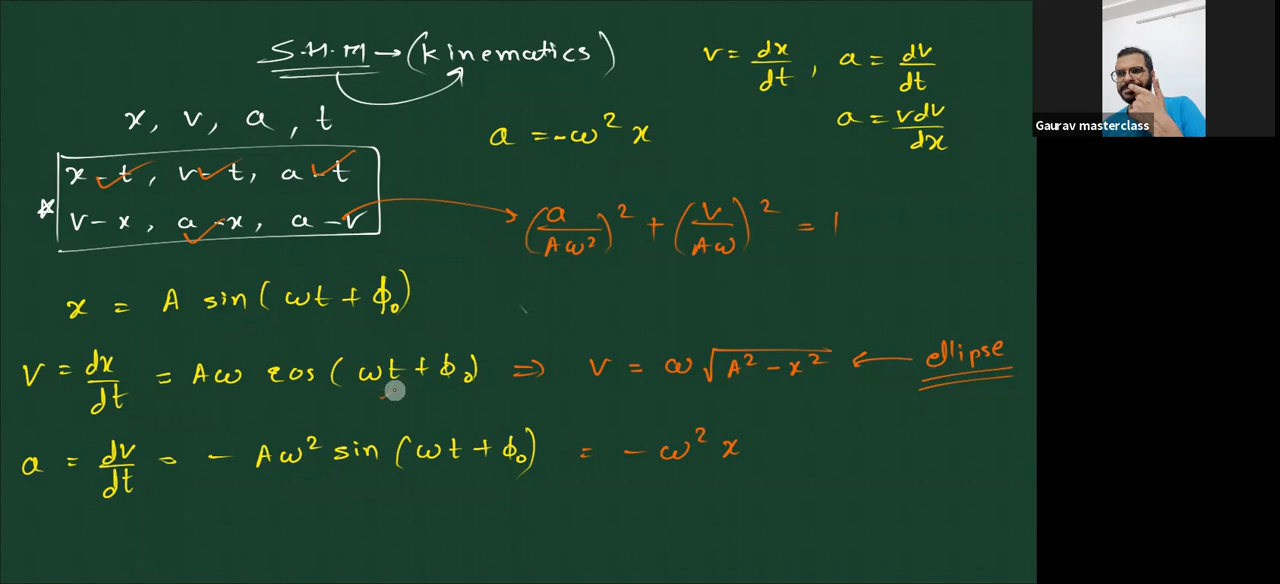 S.H.M → (kinematics)
v = dx/dt , a = dv/dt
a = vdv/dx
x, v, a, t
a = -ω² x
x - t, v - t, a - t
v - x, a - x, a - v
(a/Aω²)² + (v/Aω)² = 1
x = A sin(ωt + ϕ₀)
v = dx/dt = Aω cos(ωt + ϕ₀) ⇒ v = ω√(A² - x²) ← ellipse
a = dv/dt = - Aω² sin(ωt + ϕ₀) = - ω² x
Gaurav masterclass